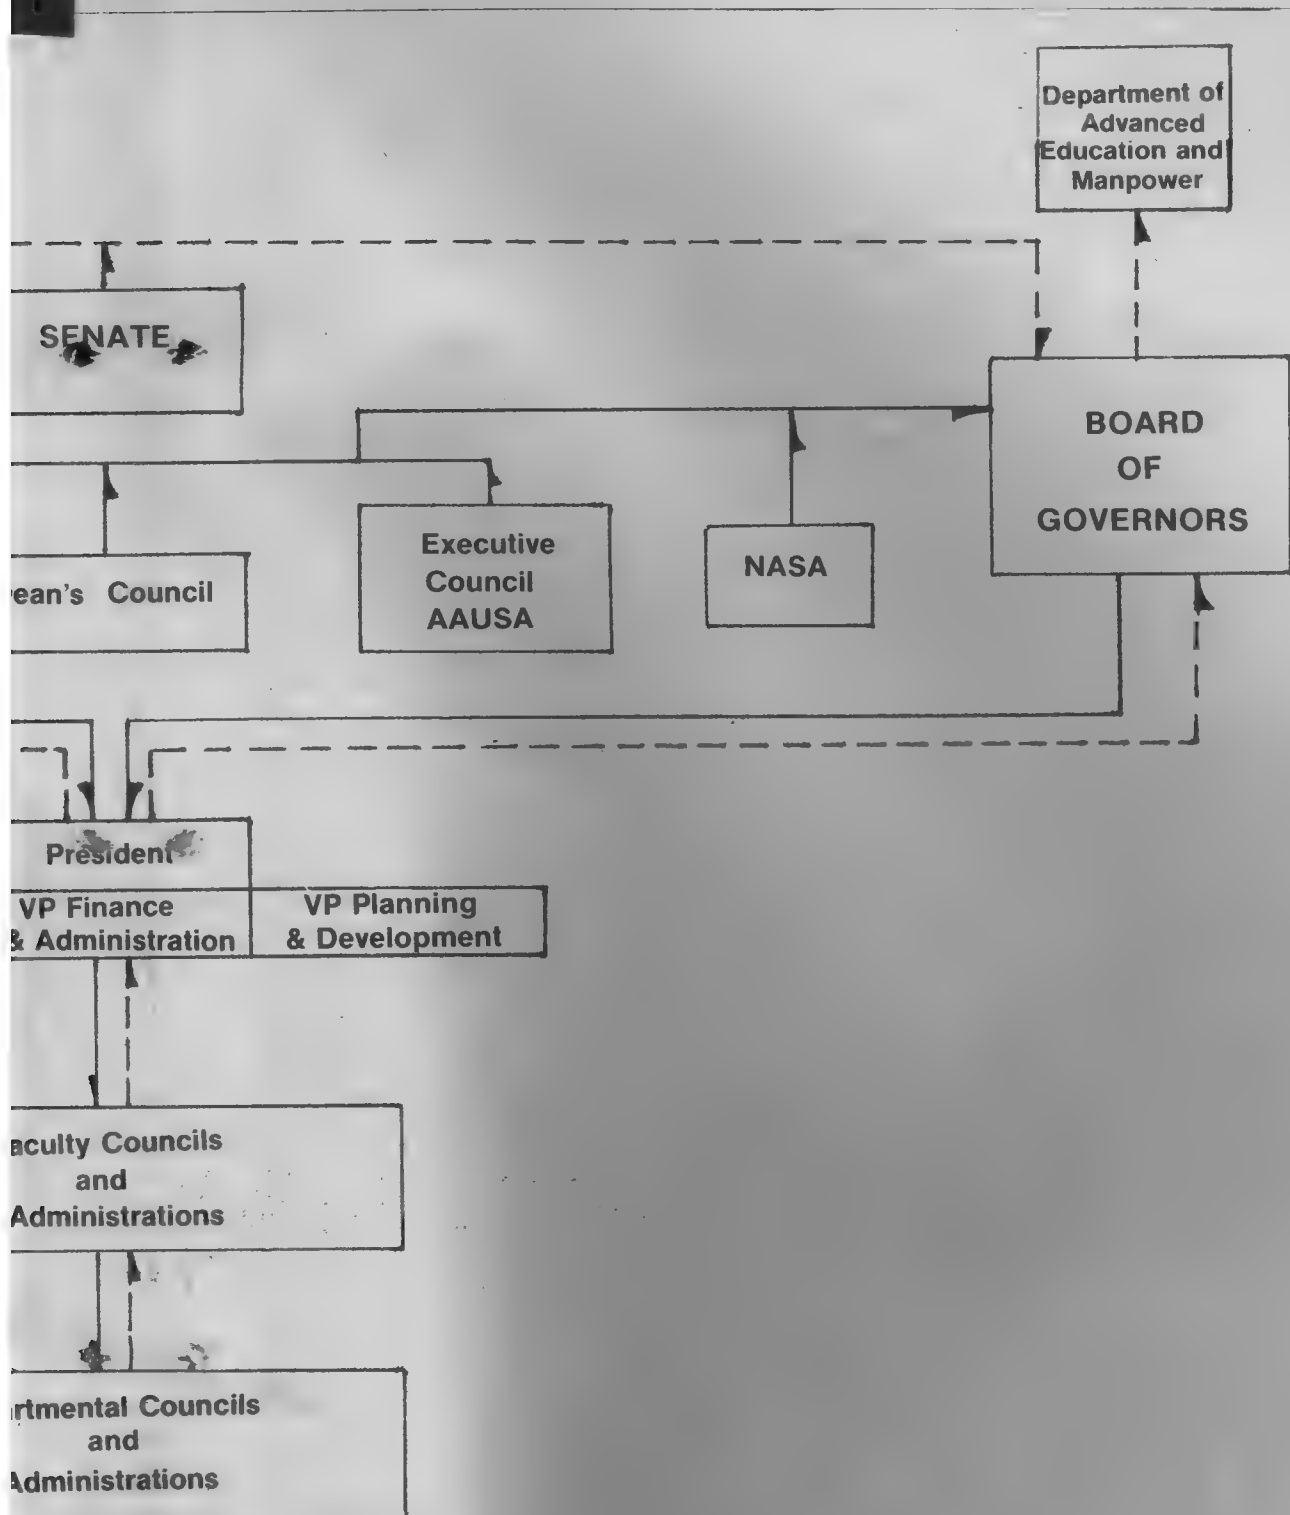 Department of
Advanced
Education and
Manpower
SENATE
BOARD
OF
GOVERNORS
Executive
Council
AAUSA
NASA
ean's Council
President
VP Finance
& Administration
VP Planning
& Development
aculty Councils
and
Administrations
rtmental Councils
and
Administrations